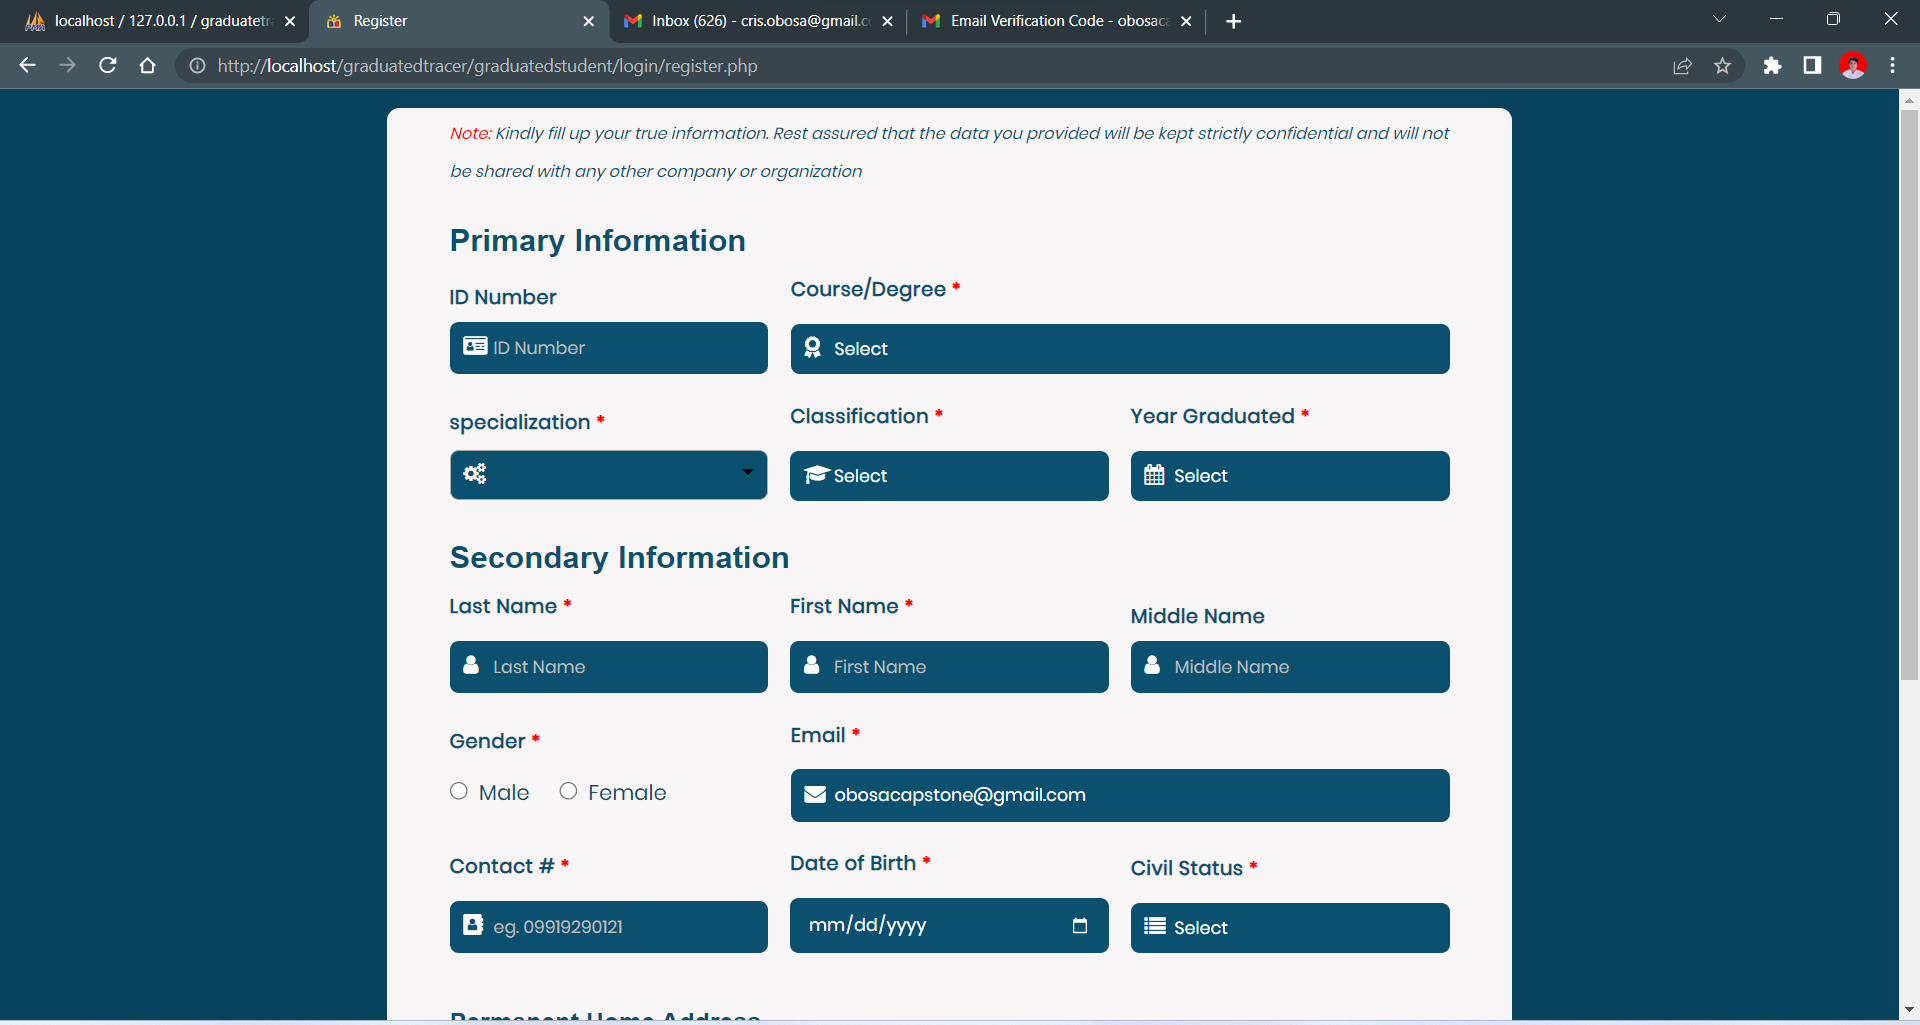 localhost / 127.0.0.1 / graduatetr
Register
Inbox (626) - cris.obosa@gmail.c
Email Verification Code - obosaca
http://localhost/graduatedtracer/graduatedstudent/login/register.php
Note: Kindly fill up your true information. Rest assured that the data you provided will be kept strictly confidential and will not
be shared with any other company or organization
Primary Information
ID Number
Course/Degree *
ID Number
Select
specialization *
Classification *
Year Graduated *
Select
Select
Secondary Information
Last Name *
First Name *
Middle Name
Last Name
First Name
Middle Name
Gender *
Email *
Male
Female
obosacapstone@gmail.com
Contact # *
Date of Birth *
Civil Status *
eg. 09919290121
mm/dd/yyyy
Select
Permanent Home Address